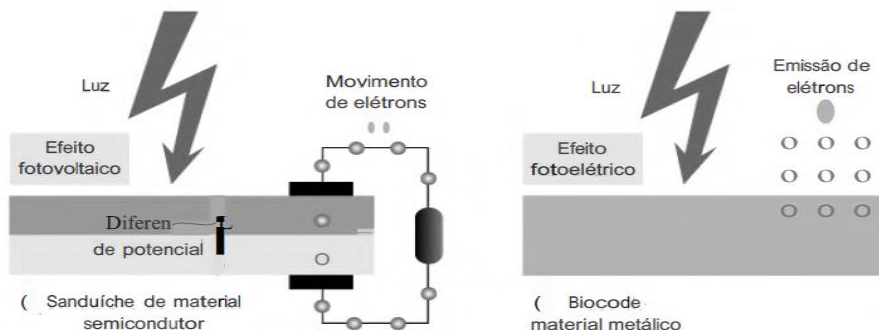 Luz
Movimento
de elétrons
Efeito
fotovoltaico
Diferen
de potencial
( Sanduíche de material
semicondutor
Luz
Emissão de
elétrons
Efeito
fotoelétrico
( Biocode
material metálico